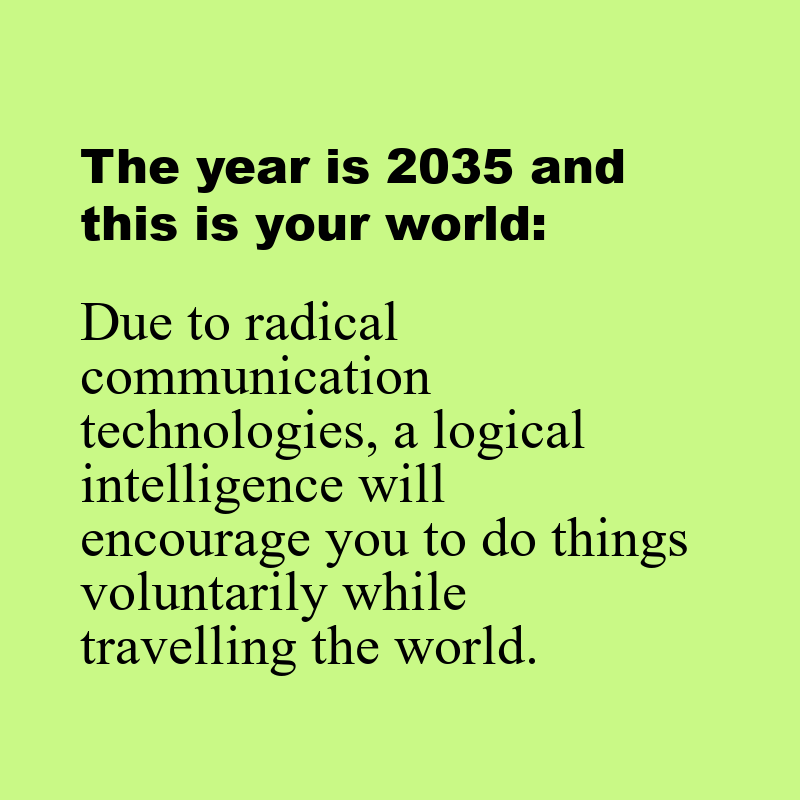 The year is 2035 and
this is your world:
Due to radical
communication
technologies, a logical
intelligence will
encourage you to do things
voluntarily while
travelling the world.